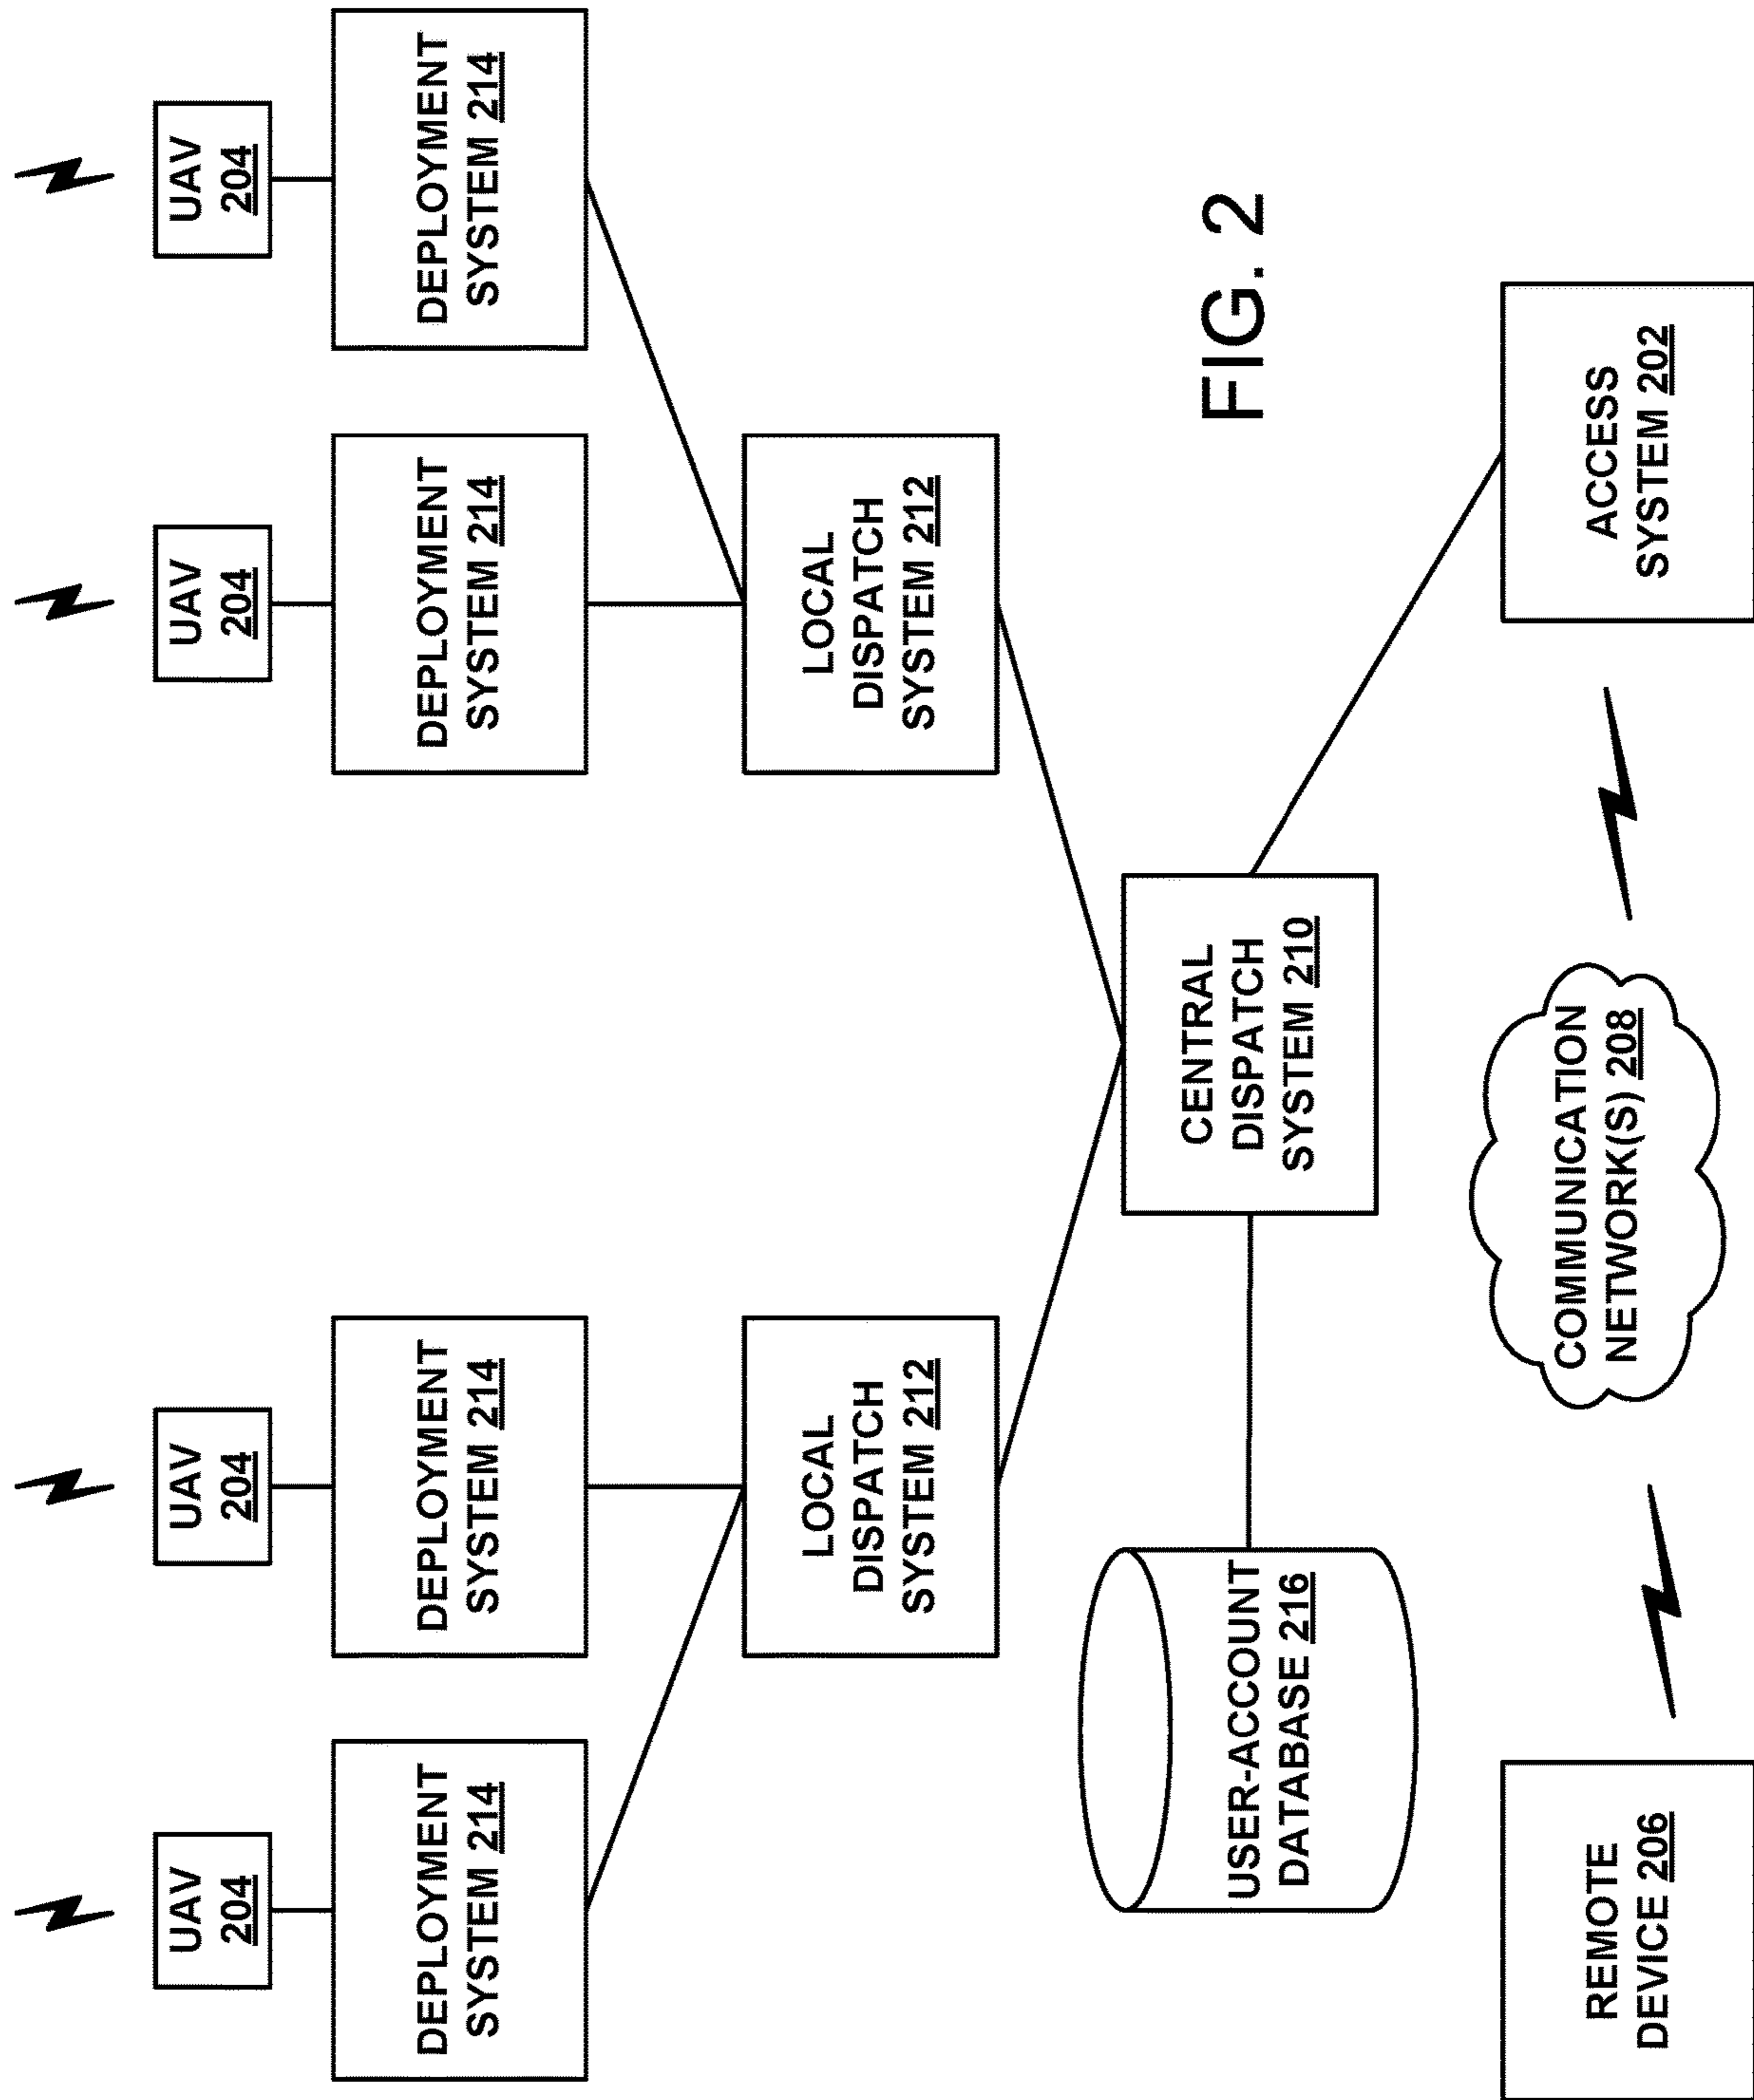 UAV
204
UAV
204
UAV
204
UAV
204
DEPLOYMENT
SYSTEM 214
DEPLOYMENT
SYSTEM 214
DEPLOYMENT
SYSTEM 214
DEPLOYMENT
SYSTEM 214
LOCAL
DISPATCH
SYSTEM 212
LOCAL
DISPATCH
SYSTEM 212
USER-ACCOUNT
DATABASE 216
CENTRAL
DISPATCH
SYSTEM 210
FIG. 2
REMOTE
DEVICE 206
COMMUNICATION
NETWORK(S) 208
ACCESS
SYSTEM 202